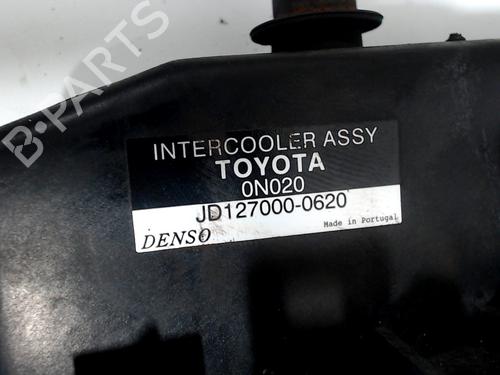 B-PARTS
INTERCOOLER ASSY
TOYOTA
0N020
JD127000-0620
DENSO Made in Portugal